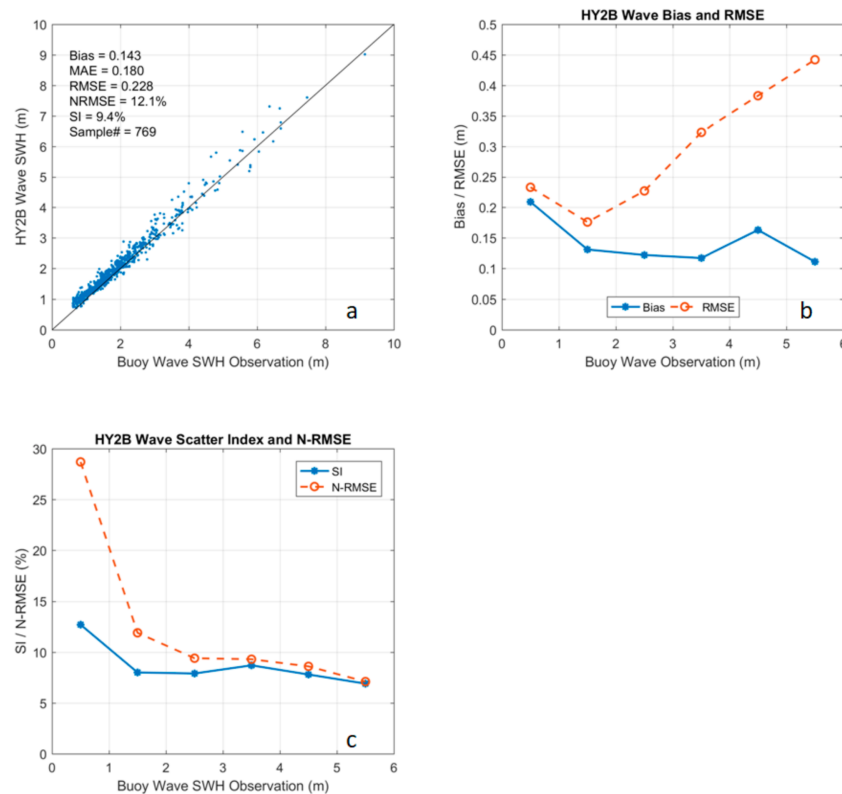 Bias = 0.143
MAE = 0.180
RMSE = 0.228
NRMSE = 12.1%
SI = 9.4%
Sample# = 769
10
9
8
7
6
5
4
3
2
1
0
0 2 4 6 8 10
HY2B Wave SWH (m)
Buoy Wave SWH Observation (m)
a
HY2B Wave Bias and RMSE
0.5
0.45
0.4
0.35
0.3
0.25
0.2
0.15
0.1
0.05
0
0 1 2 3 4 5 6
Bias / RMSE (m)
Buoy Wave Observation (m)
Bias RMSE
b
HY2B Wave Scatter Index and N-RMSE
30
25
20
15
10
5
0
0 1 2 3 4 5 6
SI / N-RMSE (%)
Buoy Wave SWH Observation (m)
SI
N-RMSE
c